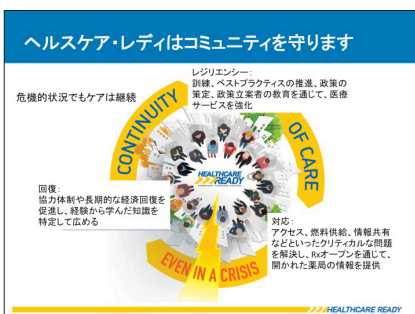 ヘルスケア・レディはコミュニティを守ります
レジリエンシー:
訓練、ベストプラクティスの推進、政策の
策定、政策立案者の教育を通じて、医療
サービスを強化
危機的状況でもケアは継続
CONTINUITY
OF CARE
HEALTHCARE
READY
回復:
協力体制や長期的な経済回復を
促進し、経験から学んだ知識を
特定して広める
対応:
アクセス、燃料供給、情報共有
などといったクリティカルな問題
を解決し、Rxオープンを通じて、
開かれた薬局の情報を提供
EVEN IN A CRISIS
HEALTHCARE READY